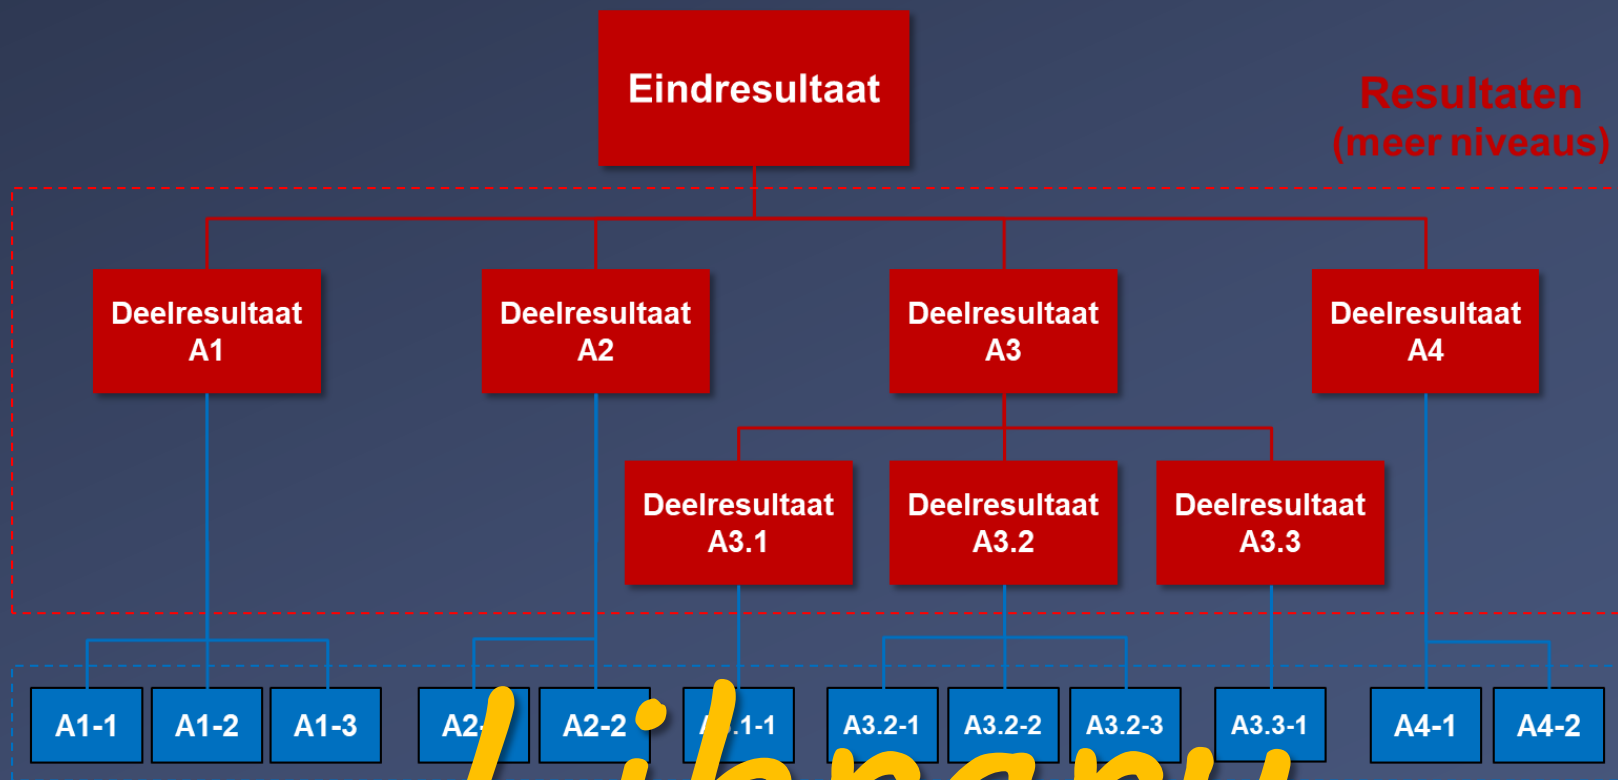 Eindresultaat
Resultaten
(meer niveaus)
Deelresultaat
A1
Deelresultaat
A2
Deelresultaat
A3
Deelresultaat
A4
Deelresultaat
A3.1
Deelresultaat
A3.2
Deelresultaat
A3.3
A1-1
A1-2
A1-3
A2-2
A3.2-1
A3.2-2
A3.2-3
A3.3-1
A4-1
A4-2
Library